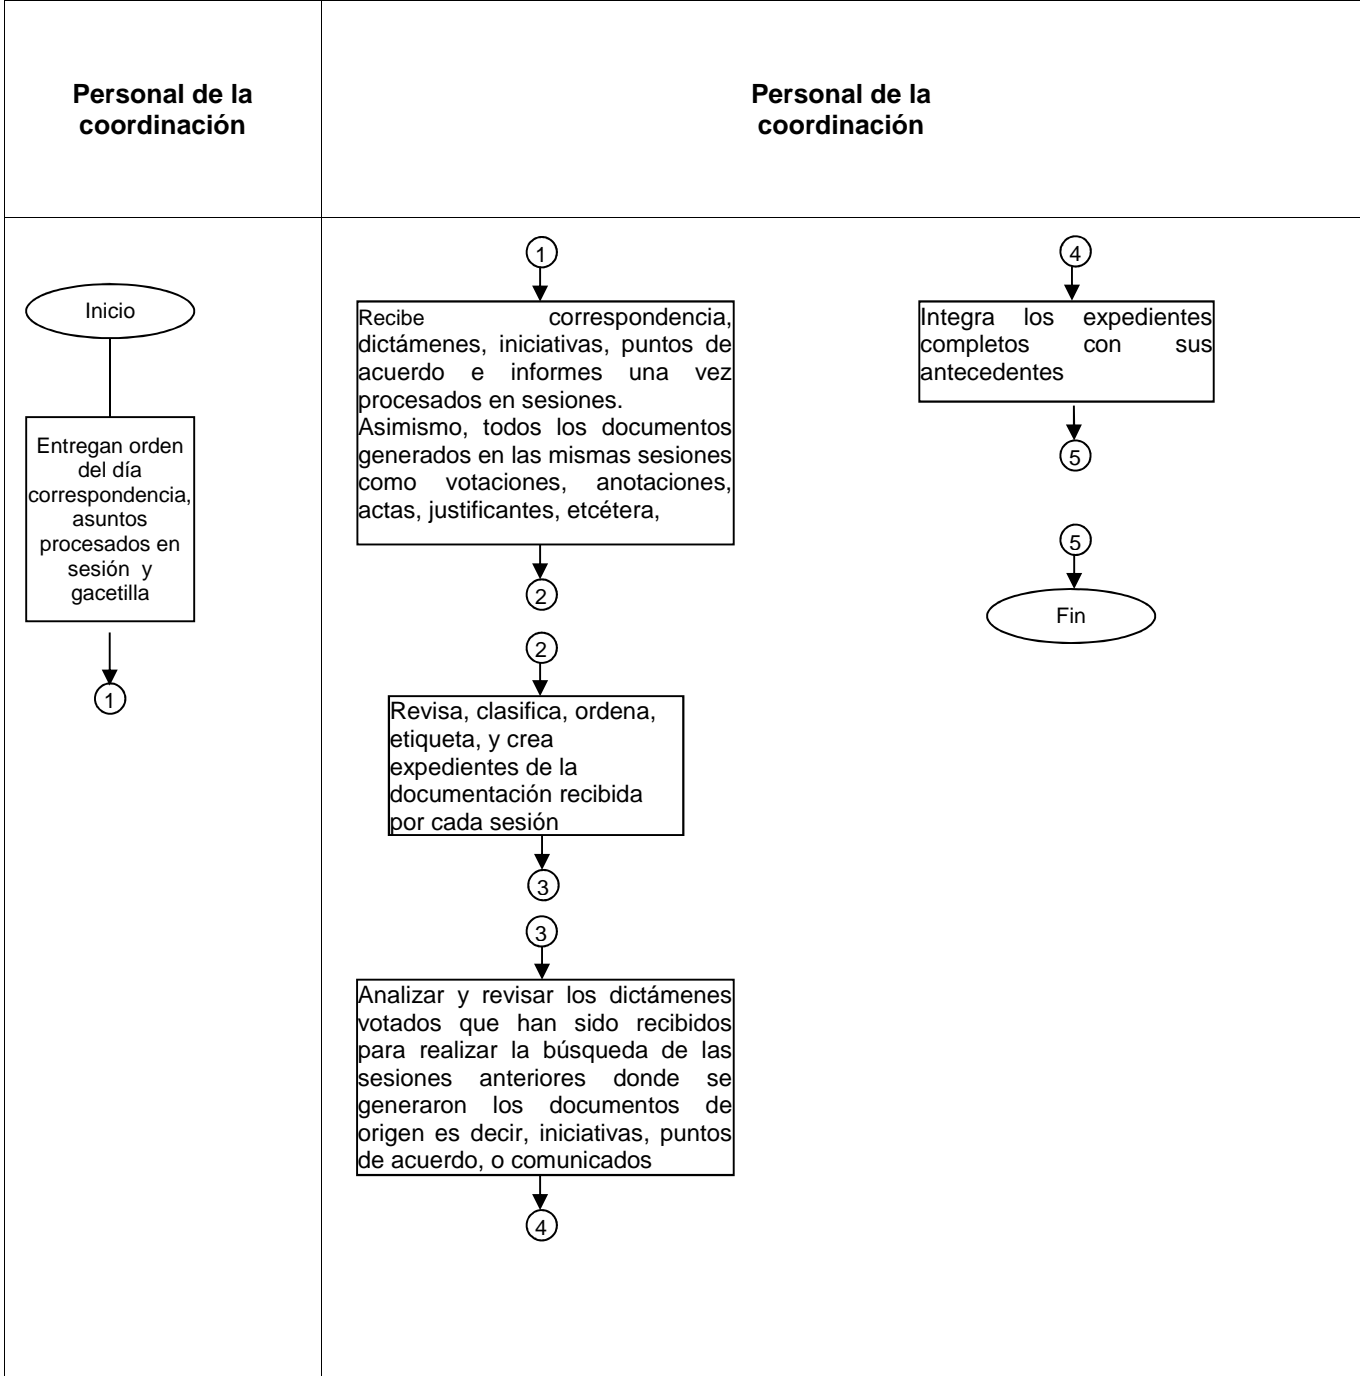 Personal de la
coordinación
Personal de la
coordinación
Inicio
Entregan orden
del día
correspondencia,
asuntos
procesados en
sesión y
gacetilla
1
1
Recibe correspondencia,
dictámenes, iniciativas, puntos de
acuerdo e informes una vez
procesados en sesiones.
Asimismo, todos los documentos
generados en las mismas sesiones
como votaciones, anotaciones,
actas, justificantes, etcétera,
2
2
Revisa, clasifica, ordena,
etiqueta, y crea
expedientes de la
documentación recibida
por cada sesión
3
3
Analizar y revisar los dictámenes
votados que han sido recibidos
para realizar la búsqueda de las
sesiones anteriores donde se
generaron los documentos de
origen es decir, iniciativas, puntos
de acuerdo, o comunicados
4
4
Integra los expedientes
completos con sus
antecedentes
5
5
Fin